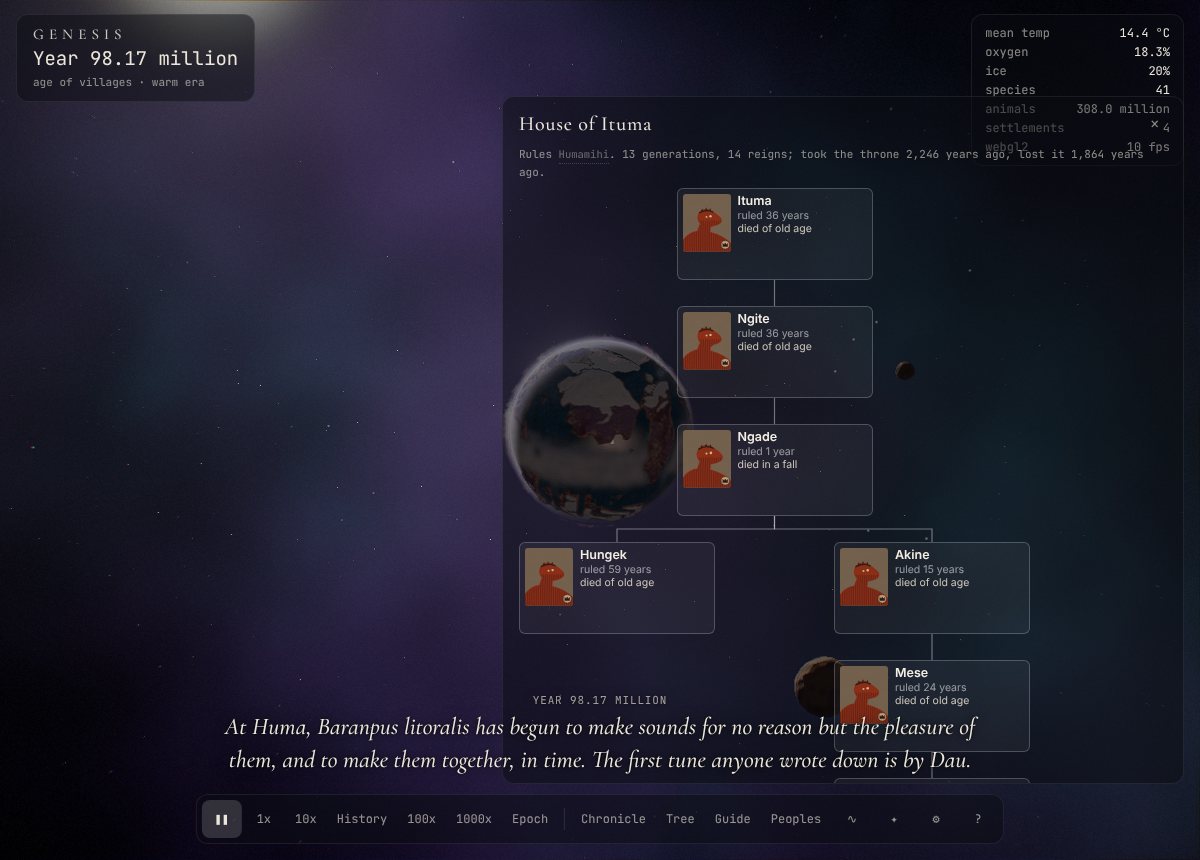 GENESIS
Year 98.17 million
age of villages · warm era
mean temp 14.4 °C
oxygen 18.3%
ice 20%
species 41
animals 308.0 million
settlements 4
webgl2 10 fps
House of Ituma
×
Rules Humamihi. 13 generations, 14 reigns; took the throne 2,246 years ago, lost it 1,864 years
ago.
Ituma
ruled 36 years
died of old age
Ngite
ruled 36 years
died of old age
Ngade
ruled 1 year
died in a fall
Hungek
ruled 59 years
died of old age
Akine
ruled 15 years
died of old age
Mese
ruled 24 years
died of old age
YEAR 98.17 MILLION
At Huma, Baranpus litoralis has begun to make sounds for no reason but the pleasure of
them, and to make them together, in time. The first tune anyone wrote down is by Dau.
1x 10x History 100x 1000x Epoch Chronicle Tree Guide Peoples ?